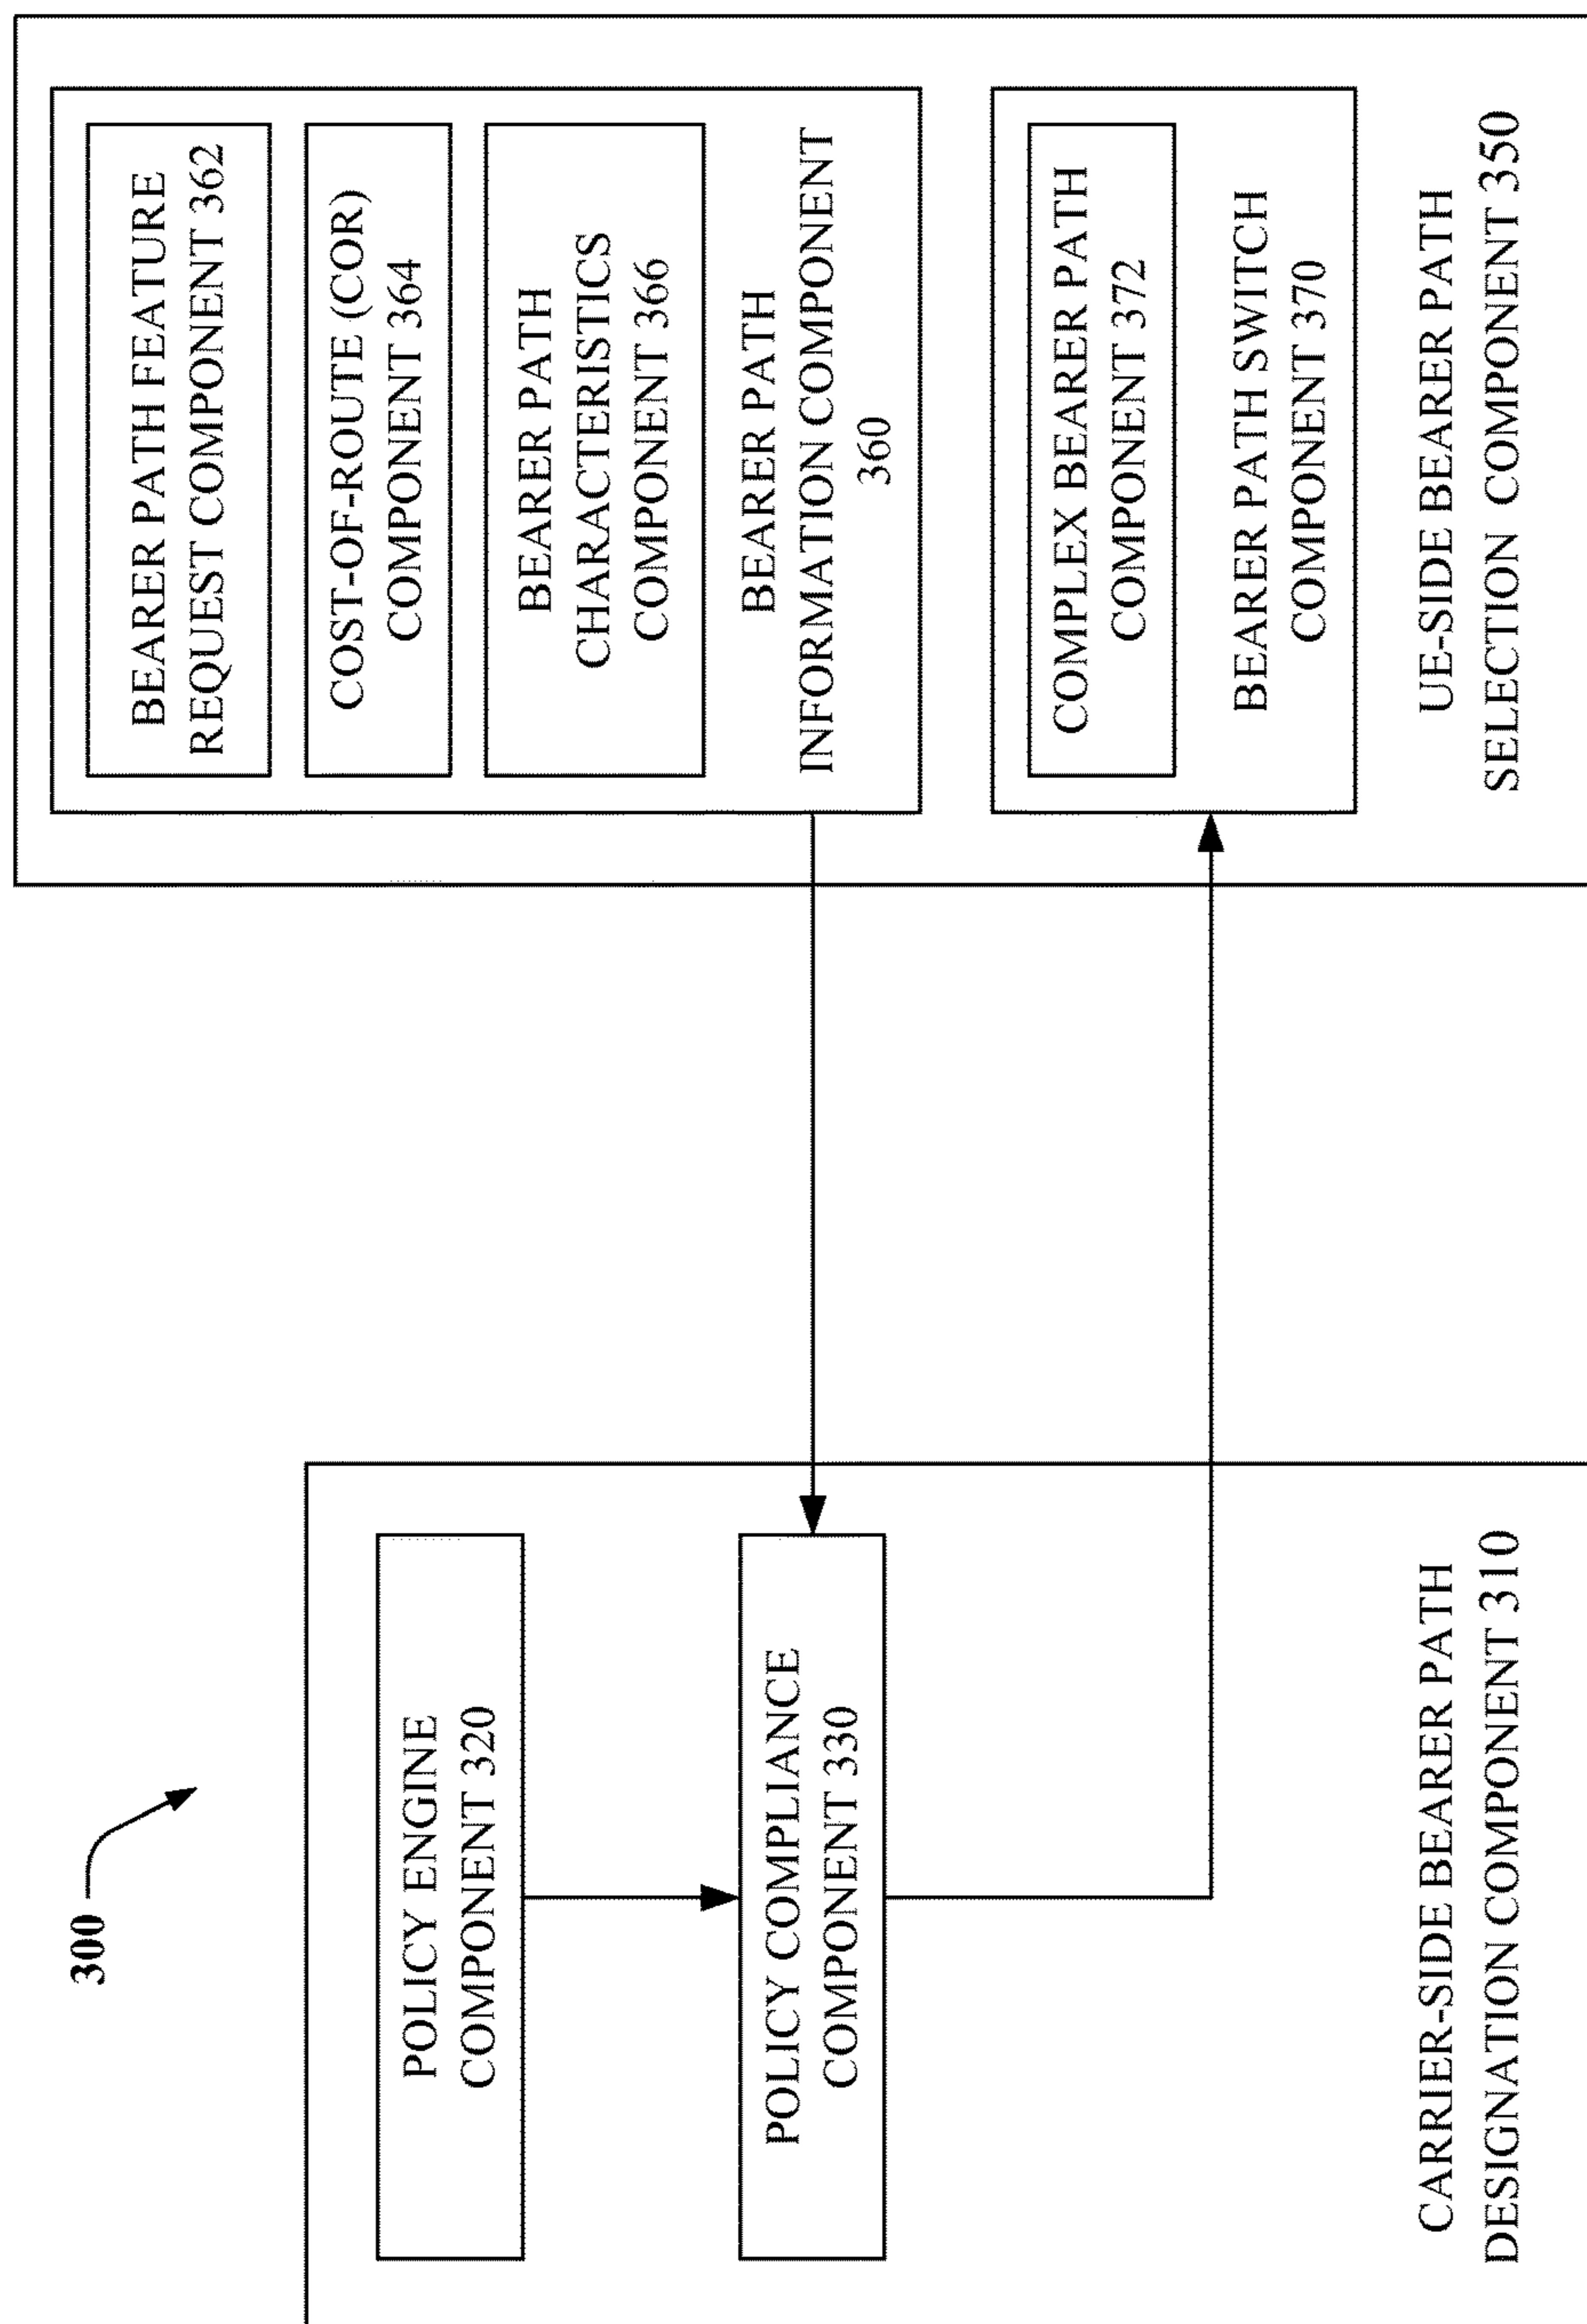 300
POLICY ENGINE
COMPONENT 320
POLICY COMPLIANCE
COMPONENT 330
CARRIER-SIDE BEARER PATH
DESIGNATION COMPONENT 310
BEARER PATH FEATURE
REQUEST COMPONENT 362
COST-OF-ROUTE (COR)
COMPONENT 364
BEARER PATH
CHARACTERISTICS
COMPONENT 366
BEARER PATH
INFORMATION COMPONENT
360
COMPLEX BEARER PATH
COMPONENT 372
BEARER PATH SWITCH
COMPONENT 370
UE-SIDE BEARER PATH
SELECTION COMPONENT 350